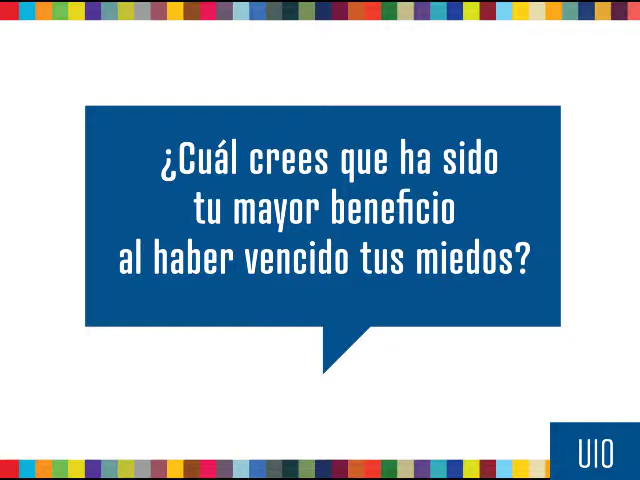 ¿Cuál crees que ha sido
tu mayor beneficio
al haber vencido tus miedos?
UIO